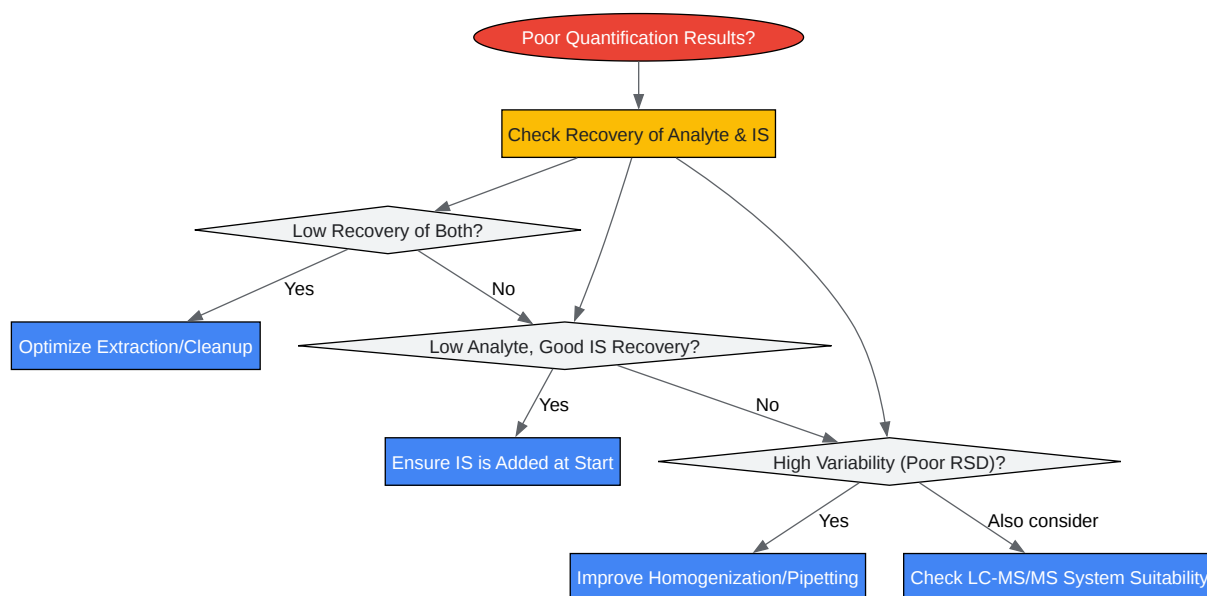 Poor Quantification Results?
Check Recovery of Analyte & IS
Low Recovery of Both?
Yes
No
Optimize Extraction/Cleanup
Low Analyte, Good IS Recovery?
Yes
No
Ensure IS is Added at Start
High Variability (Poor RSD)?
Yes
Also consider
Improve Homogenization/Pipetting
Check LC-MS/MS System Suitability